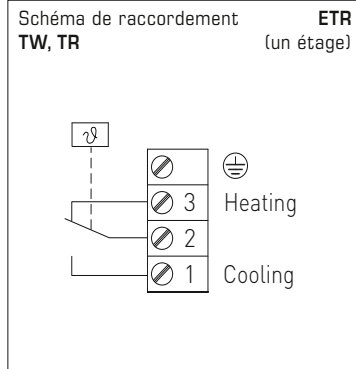 Schéma de raccordement ETR
TW, TR (un étage)
ϑ
3 Heating
2
1 Cooling